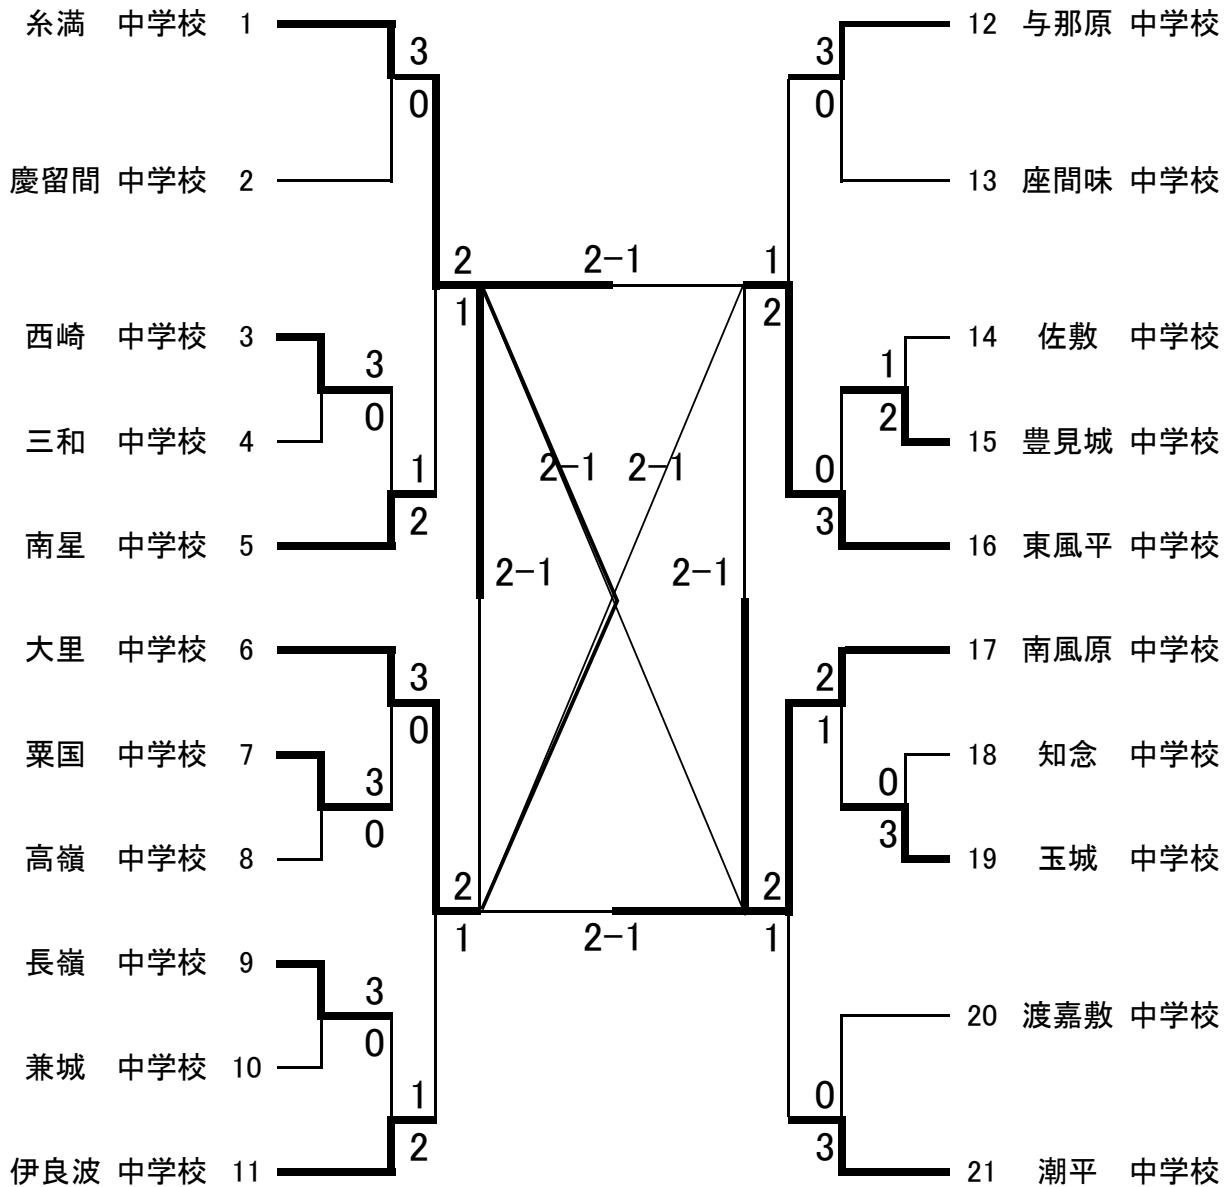 糸満 中学校 1
慶留間 中学校 2
西崎 中学校 3
三和 中学校 4
南星 中学校 5
大里 中学校 6
粟国 中学校 7
高嶺 中学校 8
長嶺 中学校 9
兼城 中学校 10
伊良波 中学校 11
3
0
3
0
1
2
2
1
3
0
3
0
2
1
3
0
1
2
2-1
2-1
2-1
2-1
2-1
2-1
3
0
1
2
1
2
0
3
2
1
0
3
2
1
0
3
12 与那原 中学校
13 座間味 中学校
14 佐敷 中学校
15 豊見城 中学校
16 東風平 中学校
17 南風原 中学校
18 知念 中学校
19 玉城 中学校
20 渡嘉敷 中学校
21 潮平 中学校